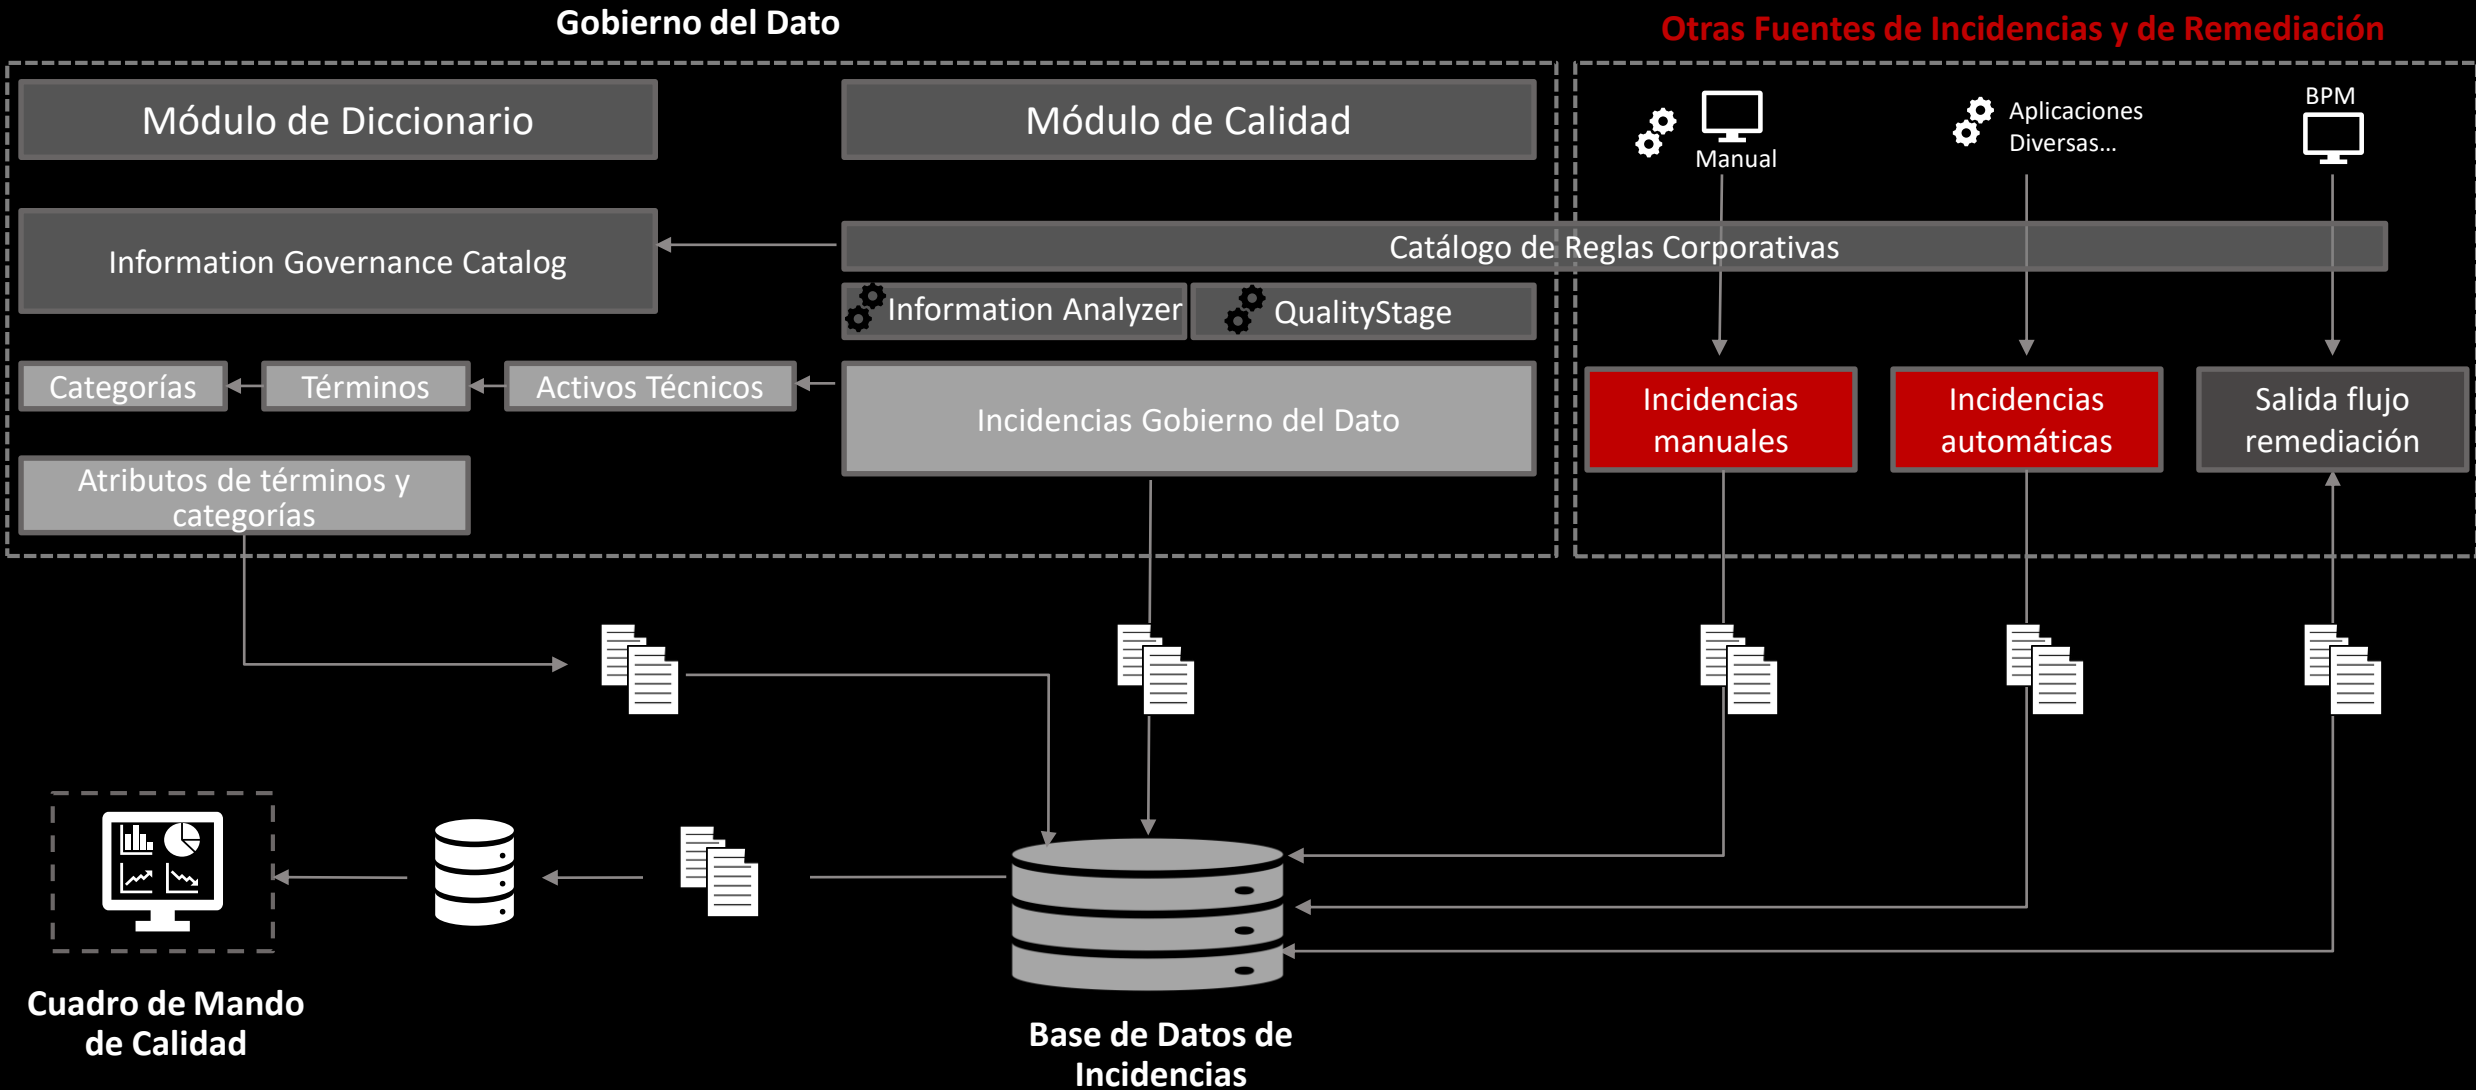 Gobierno del Dato
Otras Fuentes de Incidencias y de Remediación
Módulo de Diccionario
Módulo de Calidad
Manual
Aplicaciones
Diversas...
BPM
Information Governance Catalog
Catálogo de Reglas Corporativas
Information Analyzer
QualityStage
Categorías
Términos
Activos Técnicos
Incidencias Gobierno del Dato
Incidencias
manuales
Incidencias
automáticas
Salida flujo
remediación
Atributos de términos y
categorías
Cuadro de Mando
de Calidad
Base de Datos de
Incidencias